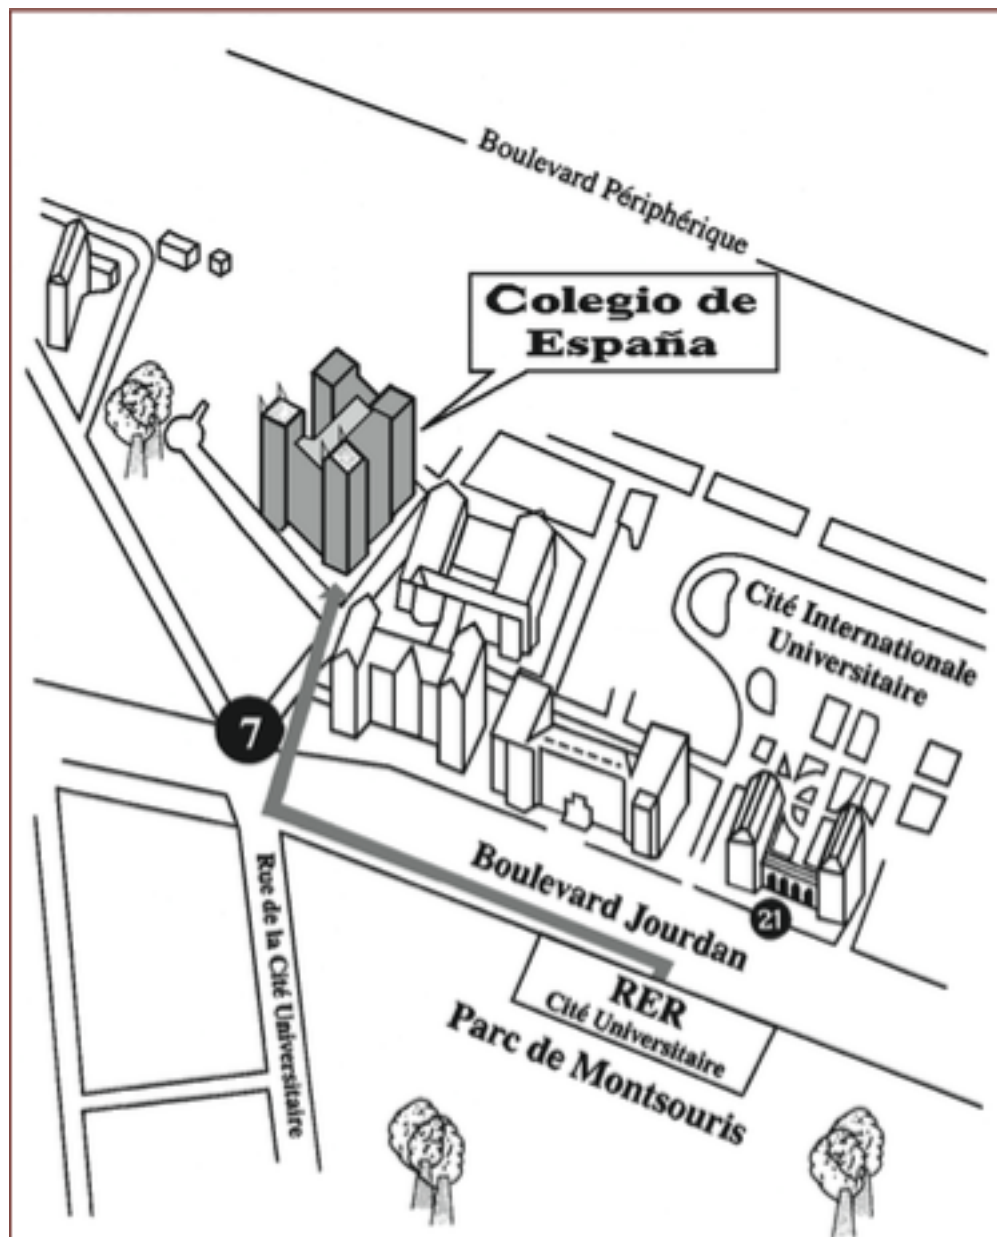 Boulevard Périphérique
Colegio de
España
Cité Internationale
Universitaire
7
Boulevard Jourdan
21
Rue de la Cité Universitaire
RER
Cité Universitaire
Parc de Montsouris